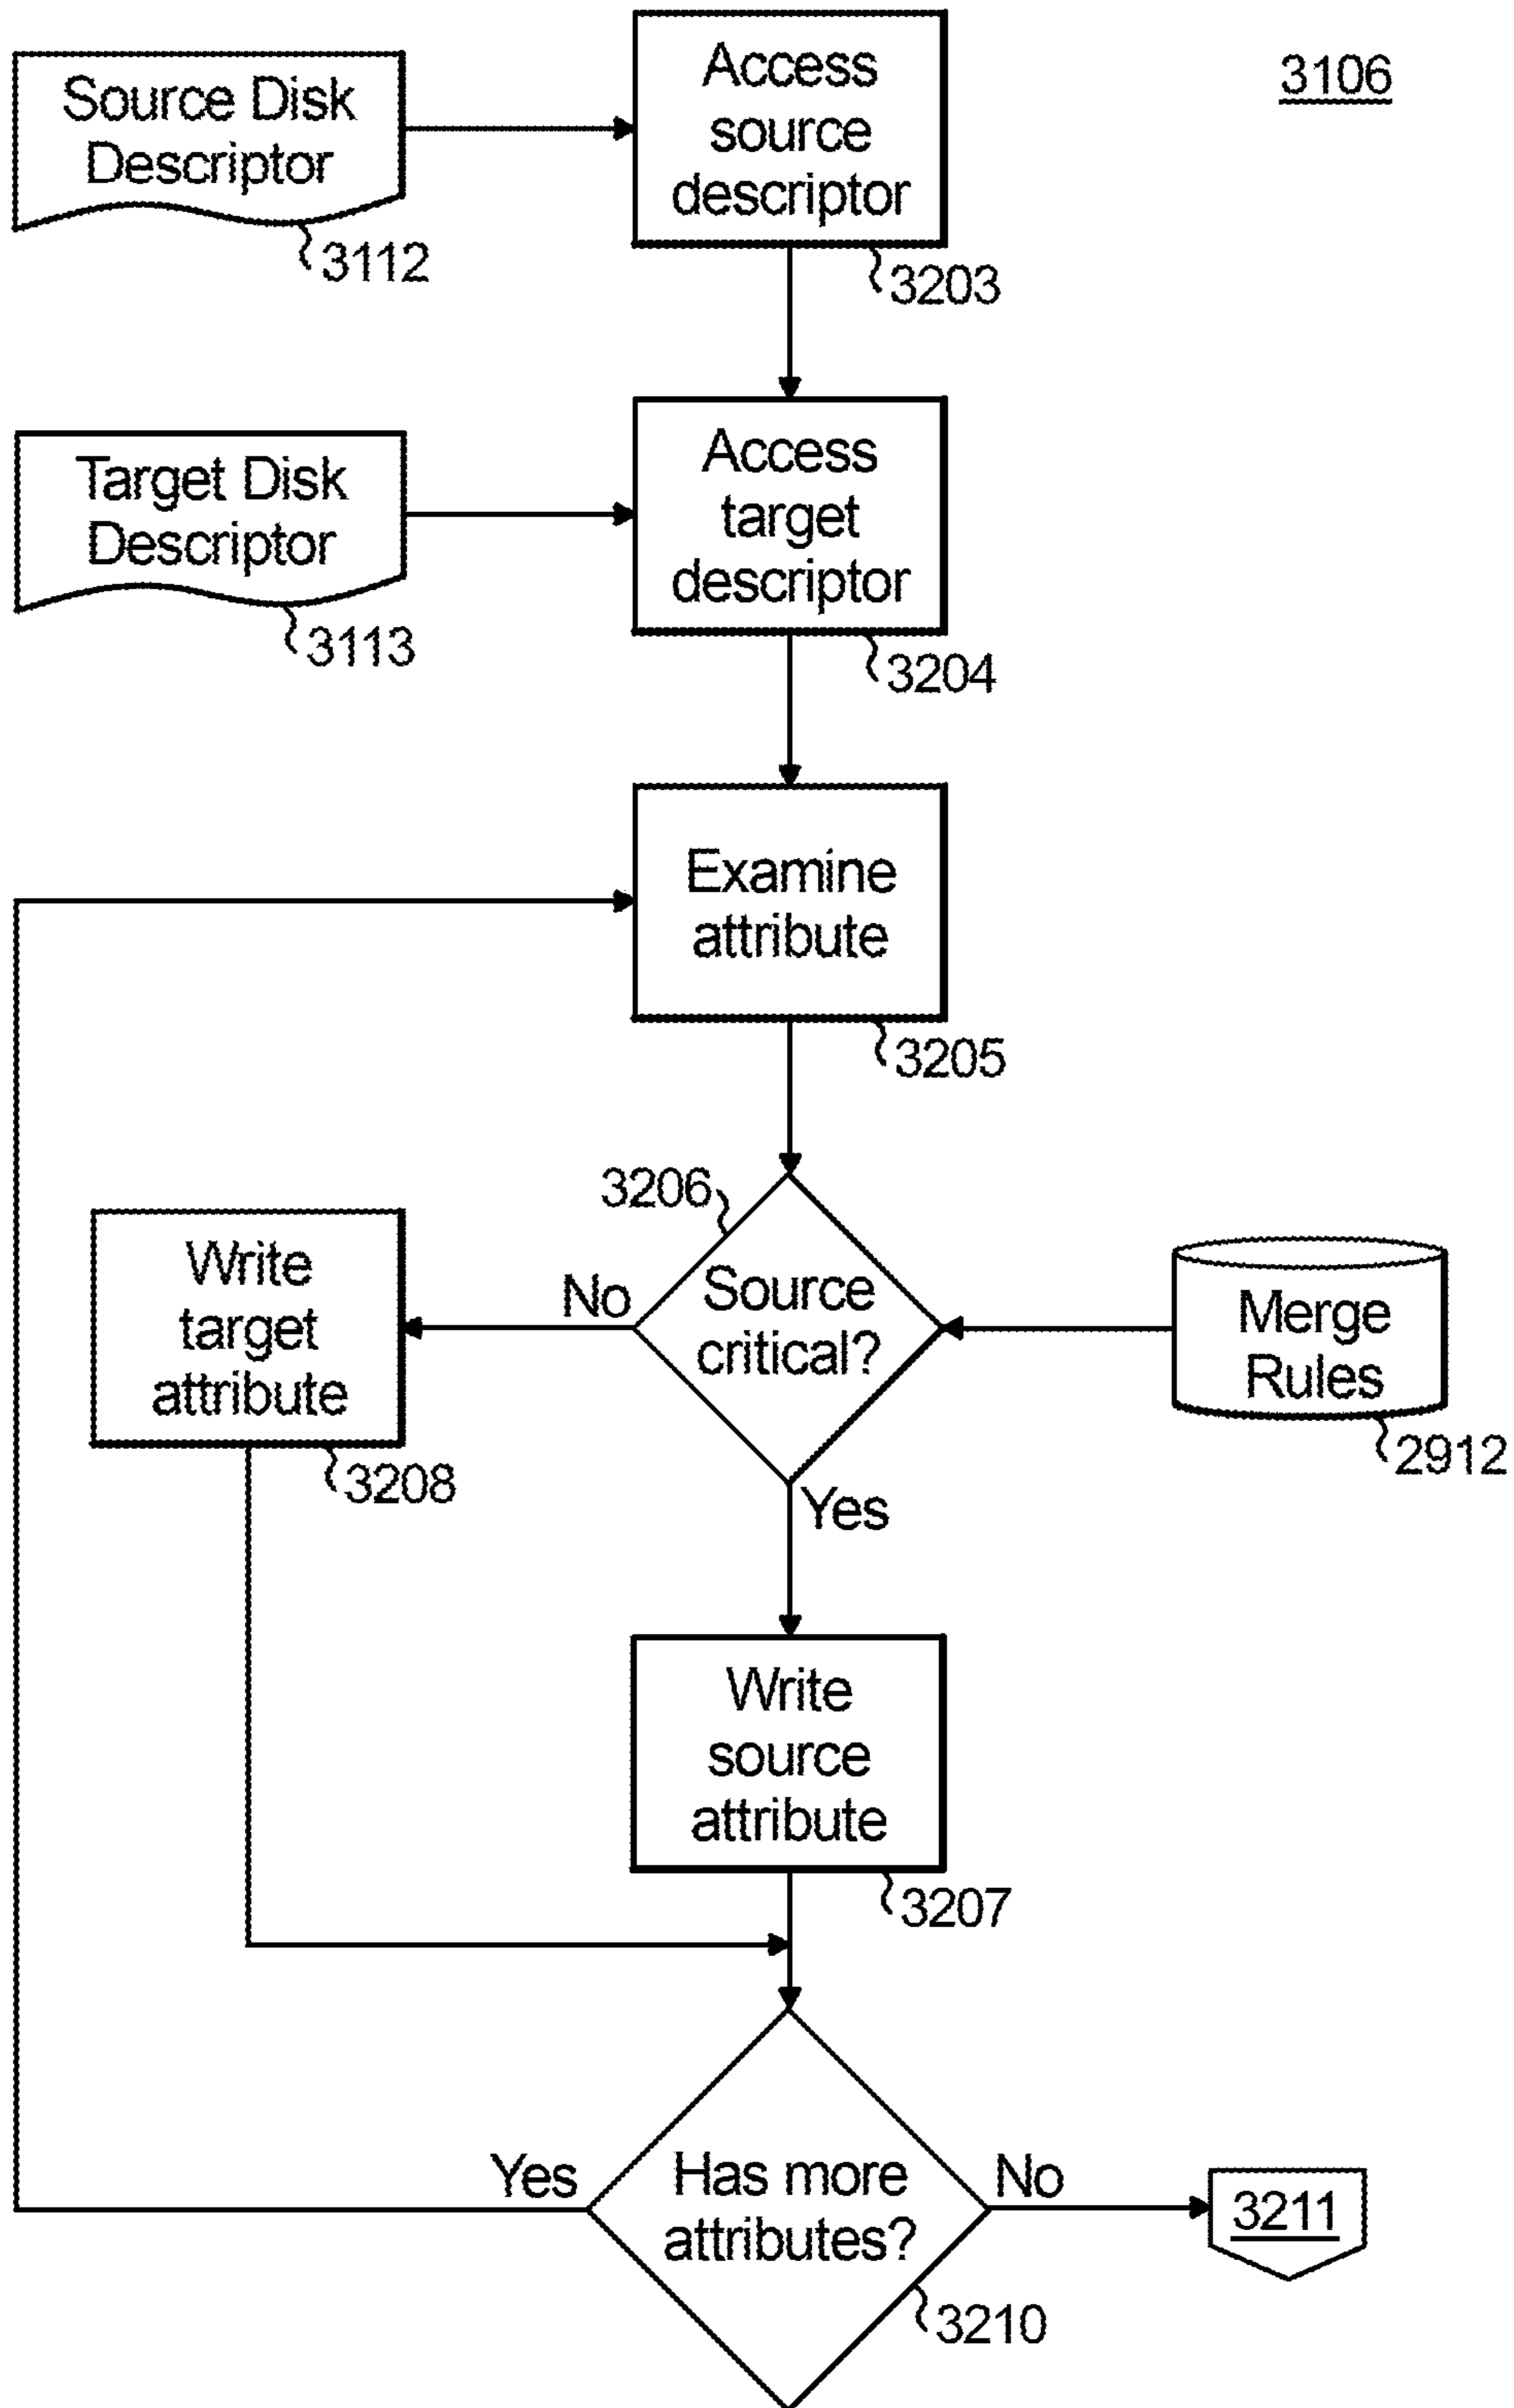 3106
Source Disk
Descriptor
3112
Access
source
descriptor
3203
Target Disk
Descriptor
3113
Access
target
descriptor
3204
Examine
attribute
3205
3206
Source
critical?
No
Yes
Merge
Rules
2912
Write
target
attribute
3208
Write
source
attribute
3207
Has more
attributes?
Yes
No
3210
3211